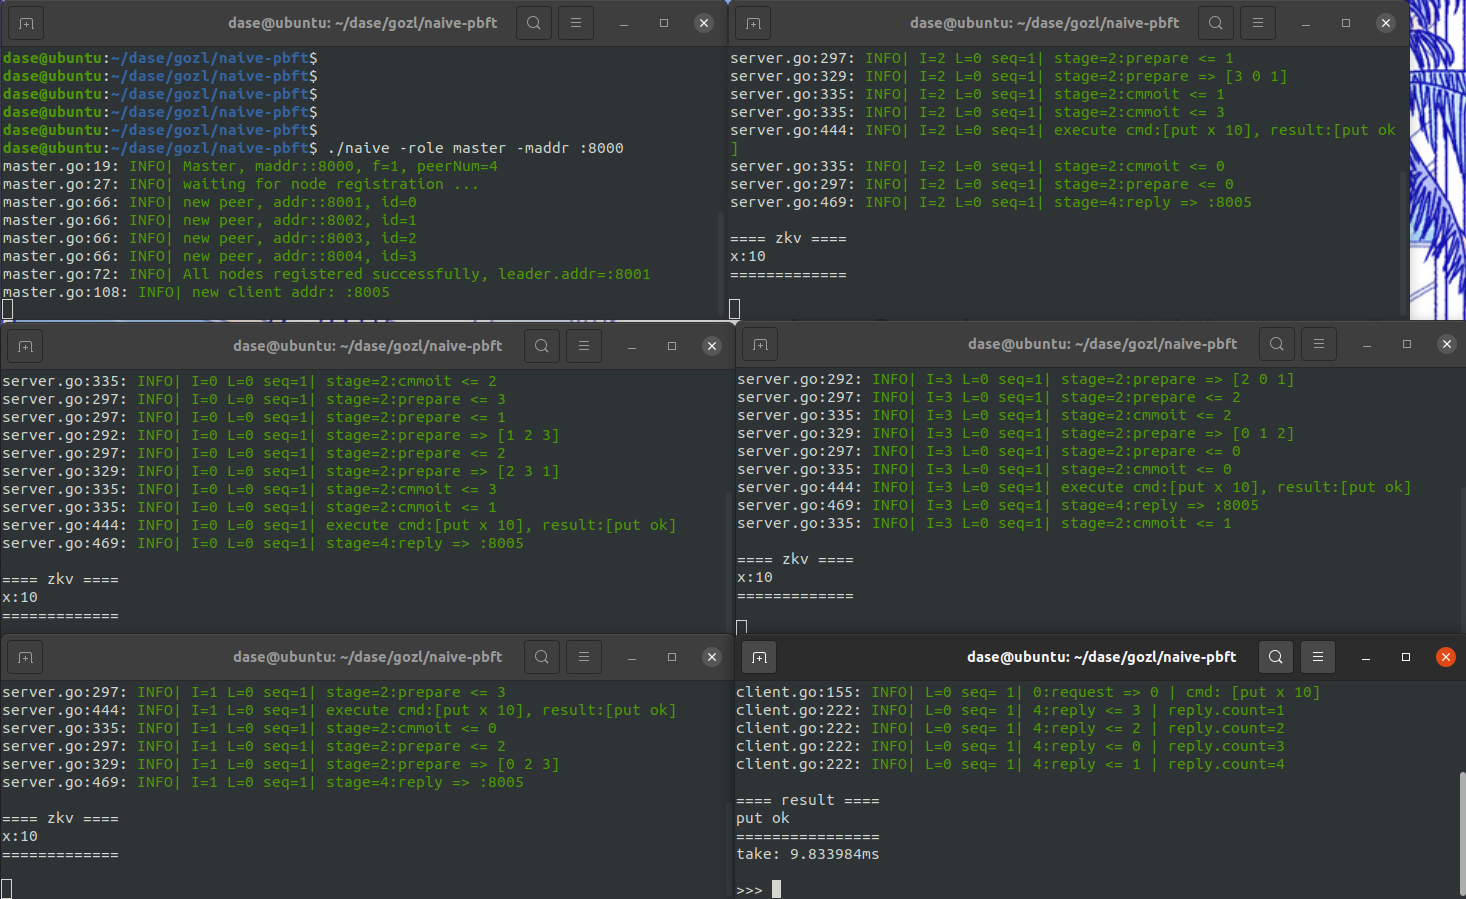 dase@ubuntu: ~/dase/gozl/naive-pbft
dase@ubuntu:~/dase/gozl/naive-pbft$
dase@ubuntu:~/dase/gozl/naive-pbft$
dase@ubuntu:~/dase/gozl/naive-pbft$
dase@ubuntu:~/dase/gozl/naive-pbft$
dase@ubuntu:~/dase/gozl/naive-pbft$
dase@ubuntu:~/dase/gozl/naive-pbft$ ./naive -role master -maddr :8000
master.go:19: INFO| Master, maddr::8000, f=1, peerNum=4
master.go:27: INFO| waiting for node registration ...
master.go:66: INFO| new peer, addr::8001, id=0
master.go:66: INFO| new peer, addr::8002, id=1
master.go:66: INFO| new peer, addr::8003, id=2
master.go:66: INFO| new peer, addr::8004, id=3
master.go:72: INFO| All nodes registered successfully, leader.addr=:8001
master.go:108: INFO| new client addr: :8005
dase@ubuntu: ~/dase/gozl/naive-pbft
server.go:297: INFO| I=2 L=0 seq=1| stage=2:prepare <= 1
server.go:329: INFO| I=2 L=0 seq=1| stage=2:prepare => [3 0 1]
server.go:335: INFO| I=2 L=0 seq=1| stage=2:cmmoit <= 1
server.go:335: INFO| I=2 L=0 seq=1| stage=2:cmmoit <= 3
server.go:444: INFO| I=2 L=0 seq=1| execute cmd:[put x 10], result:[put ok
]
server.go:335: INFO| I=2 L=0 seq=1| stage=2:cmmoit <= 0
server.go:297: INFO| I=2 L=0 seq=1| stage=2:prepare <= 0
server.go:469: INFO| I=2 L=0 seq=1| stage=4:reply => :8005
==== zkv ====
x:10
=============
dase@ubuntu: ~/dase/gozl/naive-pbft
server.go:335: INFO| I=0 L=0 seq=1| stage=2:cmmoit <= 2
server.go:297: INFO| I=0 L=0 seq=1| stage=2:prepare <= 3
server.go:297: INFO| I=0 L=0 seq=1| stage=2:prepare <= 1
server.go:292: INFO| I=0 L=0 seq=1| stage=2:prepare => [1 2 3]
server.go:297: INFO| I=0 L=0 seq=1| stage=2:prepare <= 2
server.go:329: INFO| I=0 L=0 seq=1| stage=2:prepare => [2 3 1]
server.go:335: INFO| I=0 L=0 seq=1| stage=2:cmmoit <= 3
server.go:335: INFO| I=0 L=0 seq=1| stage=2:cmmoit <= 1
server.go:444: INFO| I=0 L=0 seq=1| execute cmd:[put x 10], result:[put ok]
server.go:469: INFO| I=0 L=0 seq=1| stage=4:reply => :8005
==== zkv ====
x:10
=============
dase@ubuntu: ~/dase/gozl/naive-pbft
server.go:292: INFO| I=3 L=0 seq=1| stage=2:prepare => [2 0 1]
server.go:297: INFO| I=3 L=0 seq=1| stage=2:prepare <= 2
server.go:335: INFO| I=3 L=0 seq=1| stage=2:cmmoit <= 2
server.go:329: INFO| I=3 L=0 seq=1| stage=2:prepare => [0 1 2]
server.go:297: INFO| I=3 L=0 seq=1| stage=2:prepare <= 0
server.go:335: INFO| I=3 L=0 seq=1| stage=2:cmmoit <= 0
server.go:444: INFO| I=3 L=0 seq=1| execute cmd:[put x 10], result:[put ok]
server.go:469: INFO| I=3 L=0 seq=1| stage=4:reply => :8005
server.go:335: INFO| I=3 L=0 seq=1| stage=2:cmmoit <= 1
==== zkv ====
x:10
=============
dase@ubuntu: ~/dase/gozl/naive-pbft
server.go:297: INFO| I=1 L=0 seq=1| stage=2:prepare <= 3
server.go:444: INFO| I=1 L=0 seq=1| execute cmd:[put x 10], result:[put ok]
server.go:335: INFO| I=1 L=0 seq=1| stage=2:cmmoit <= 0
server.go:297: INFO| I=1 L=0 seq=1| stage=2:prepare <= 2
server.go:329: INFO| I=1 L=0 seq=1| stage=2:prepare => [0 2 3]
server.go:469: INFO| I=1 L=0 seq=1| stage=4:reply => :8005
==== zkv ====
x:10
=============
dase@ubuntu: ~/dase/gozl/naive-pbft
client.go:155: INFO| L=0 seq= 1| 0:request => 0 | cmd: [put x 10]
client.go:222: INFO| L=0 seq= 1| 4:reply <= 3 | reply.count=1
client.go:222: INFO| L=0 seq= 1| 4:reply <= 2 | reply.count=2
client.go:222: INFO| L=0 seq= 1| 4:reply <= 0 | reply.count=3
client.go:222: INFO| L=0 seq= 1| 4:reply <= 1 | reply.count=4
==== result ====
put ok
================
take: 9.833984ms
>>>